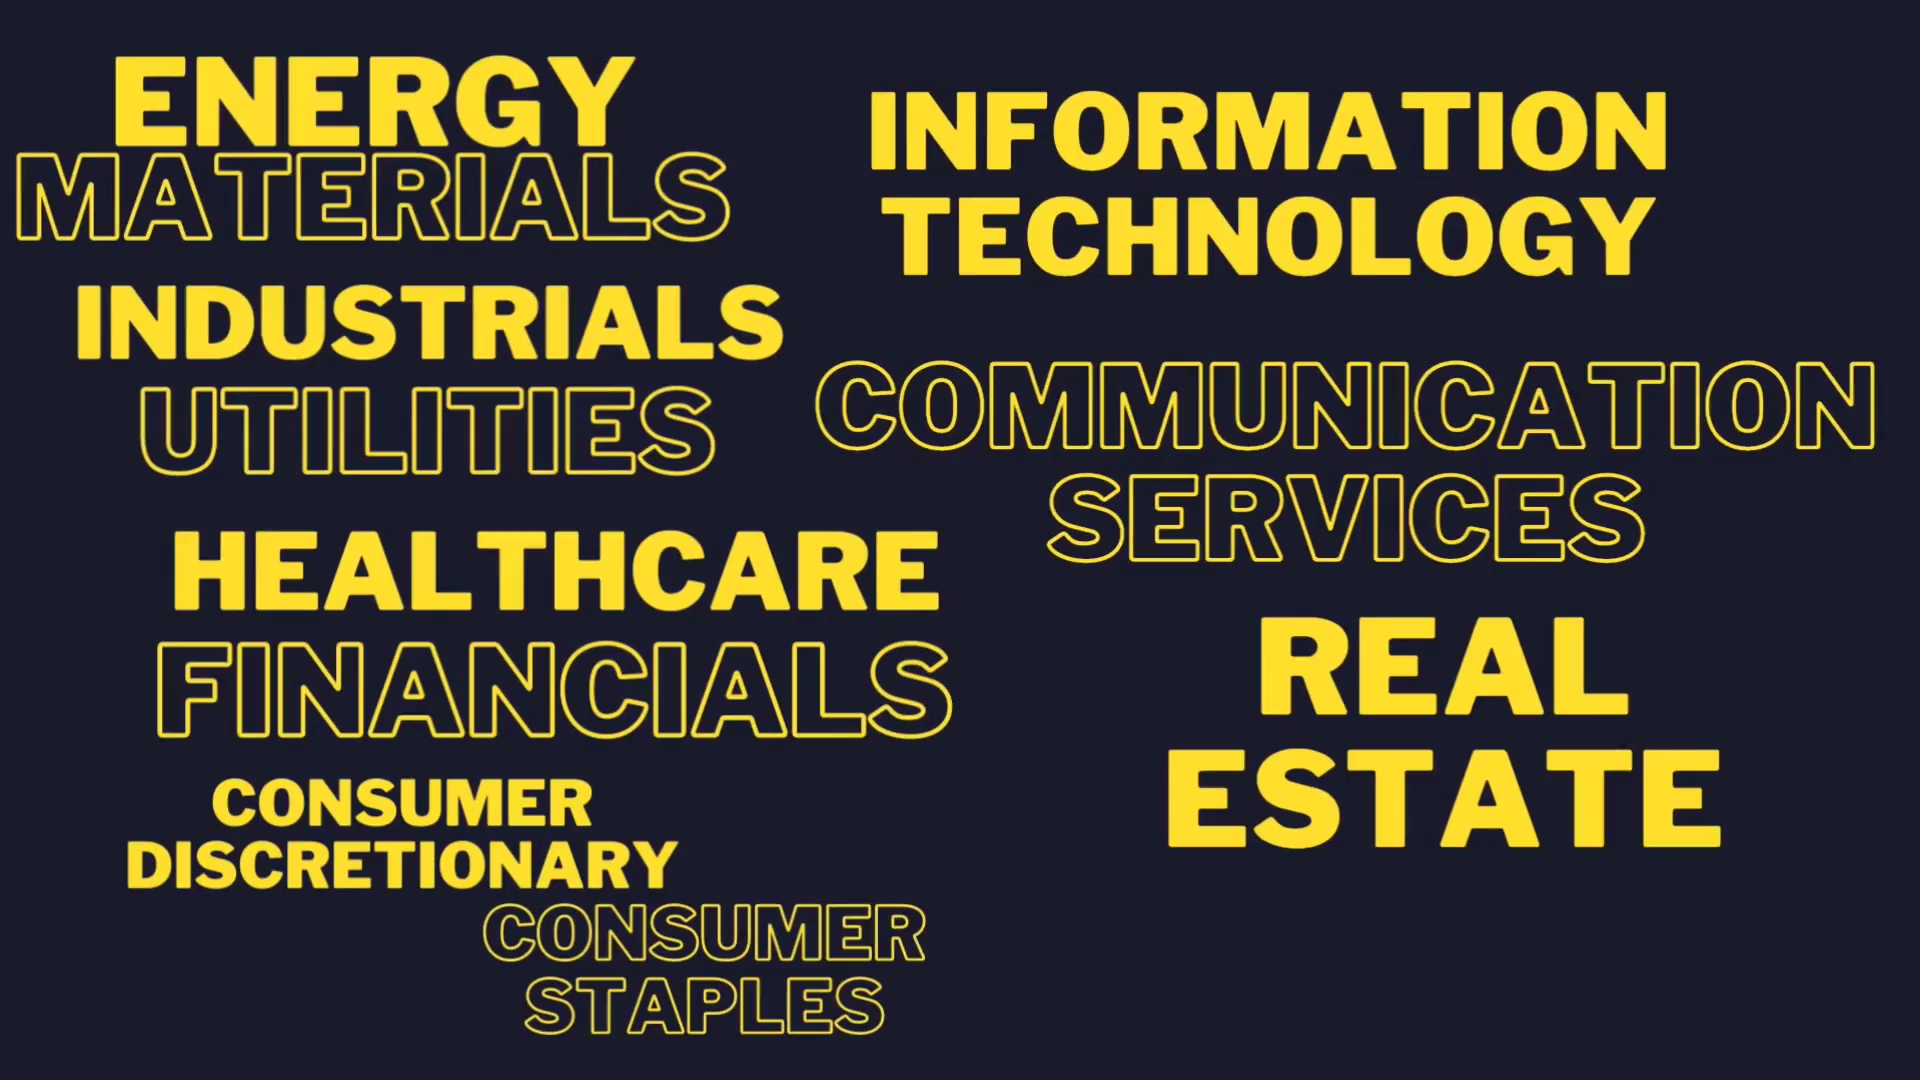 ENERGY
MATERIALS
INDUSTRIALS
UTILITIES
HEALTHCARE
FINANCIALS
CONSUMER
DISCRETIONARY
CONSUMER
STAPLES
INFORMATION
TECHNOLOGY
COMMUNICATION
SERVICES
REAL
ESTATE